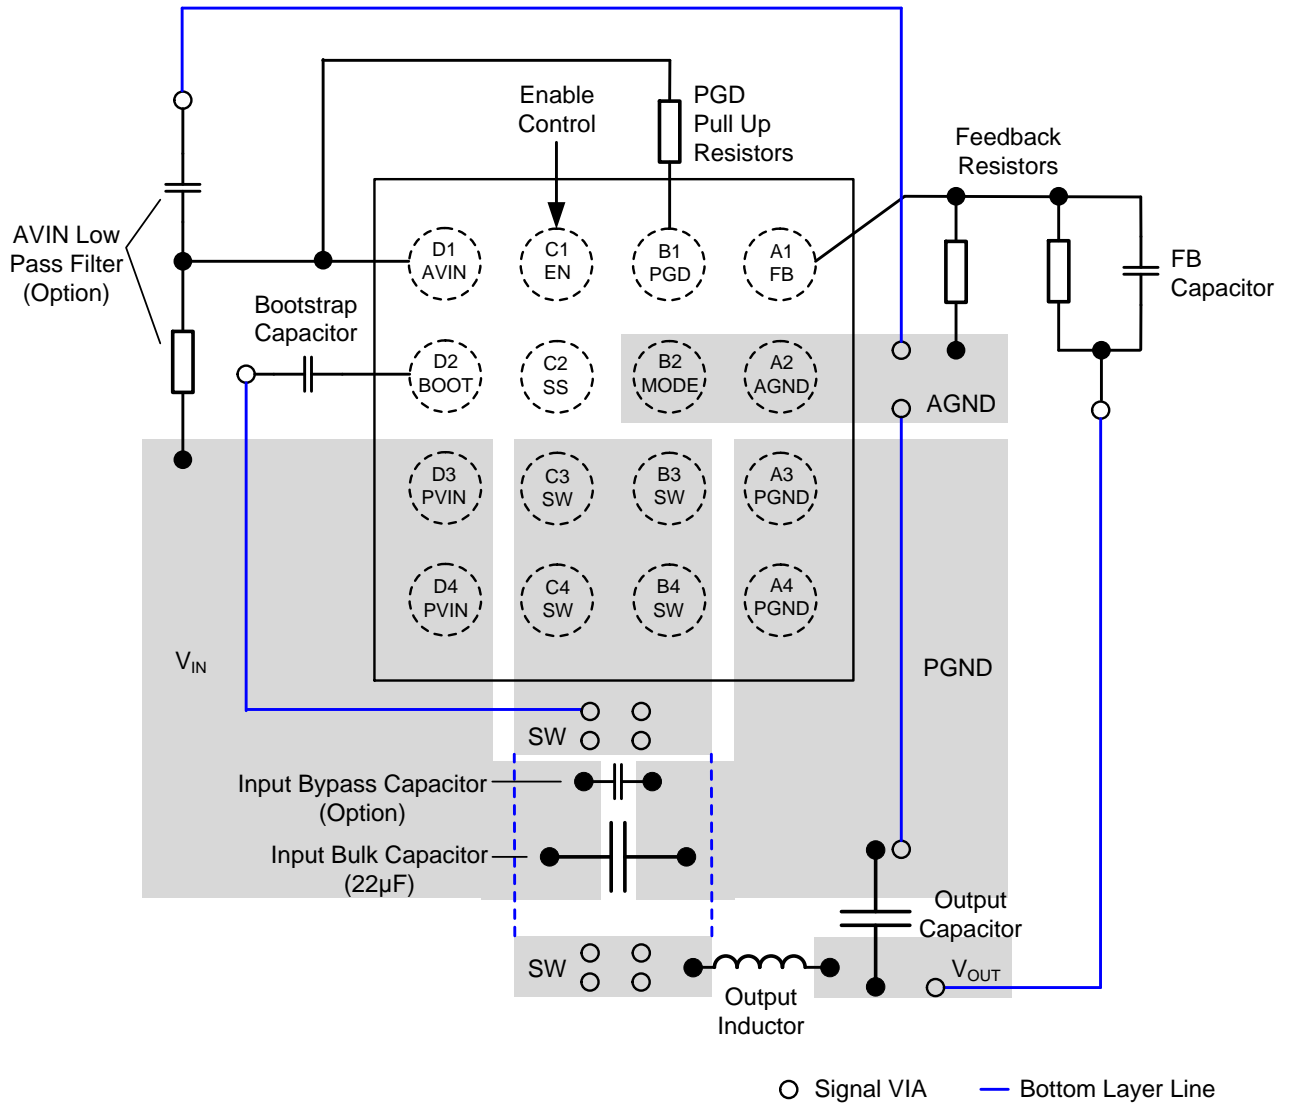 Enable
Control
PGD
Pull Up
Resistors
Feedback
Resistors
AVIN Low
Pass Filter
(Option)
D1
AVIN
C1
EN
B1
PGD
A1
FB
FB
Capacitor
Bootstrap
Capacitor
D2
BOOT
C2
SS
B2
MODE
A2
AGND
AGND
D3
PVIN
C3
SW
B3
SW
A3
PGND
D4
PVIN
C4
SW
B4
SW
A4
PGND
VIN
PGND
SW
Input Bypass Capacitor
(Option)
Input Bulk Capacitor
(22µF)
Output
Capacitor
SW
VOUT
Output
Inductor
Signal VIA
Bottom Layer Line